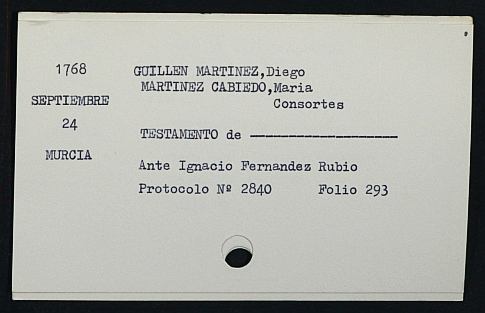 1768
GUILLEN MARTINEZ,Diego
MARTINEZ CABIEDO,Maria
SEPTIEMBRE
Consortes
24
TESTAMENTO de --------------------
MURCIA
Ante Ignacio Fernandez Rubio
Protocolo Nº 2840 Folio 293